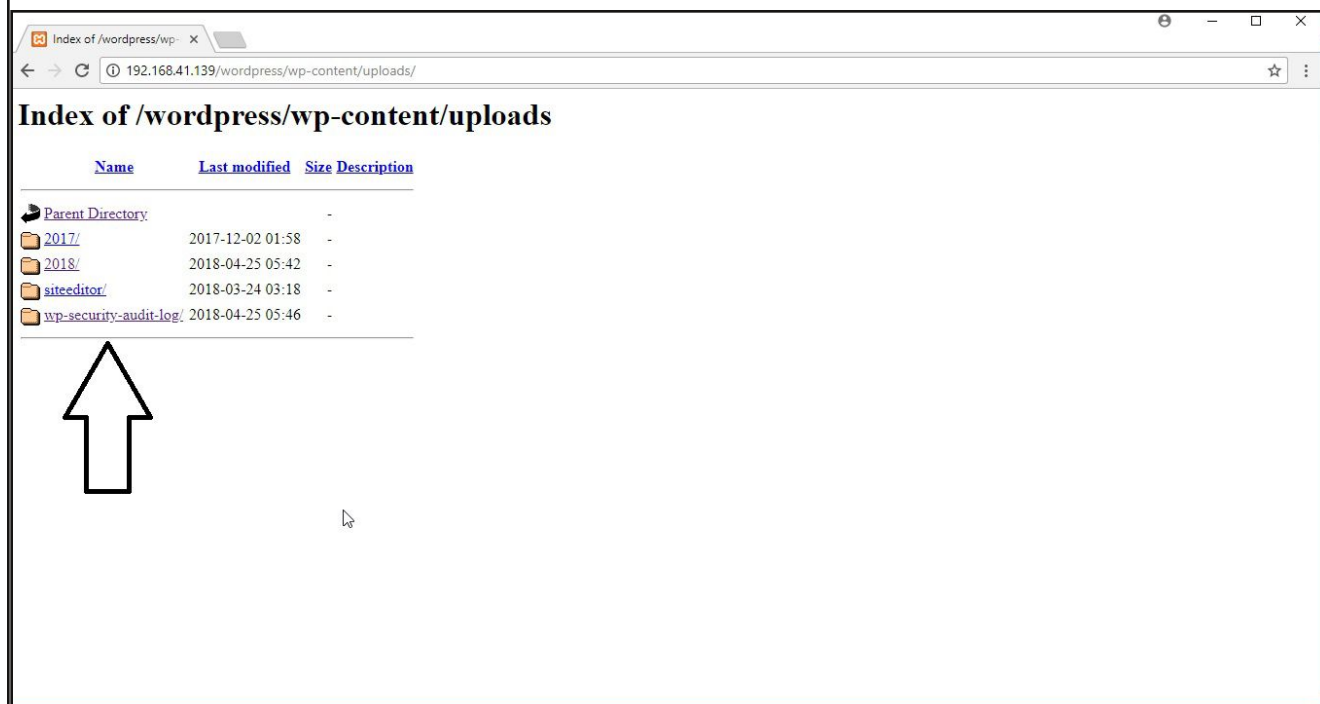 Index of /wordpress/wp-
192.168.41.139/wordpress/wp-content/uploads/
Index of /wordpress/wp-content/uploads
Name Last modified Size Description
Parent Directory -
2017/ 2017-12-02 01:58 -
2018/ 2018-04-25 05:42 -
siteeditor/ 2018-03-24 03:18 -
wp-security-audit-log/ 2018-04-25 05:46 -